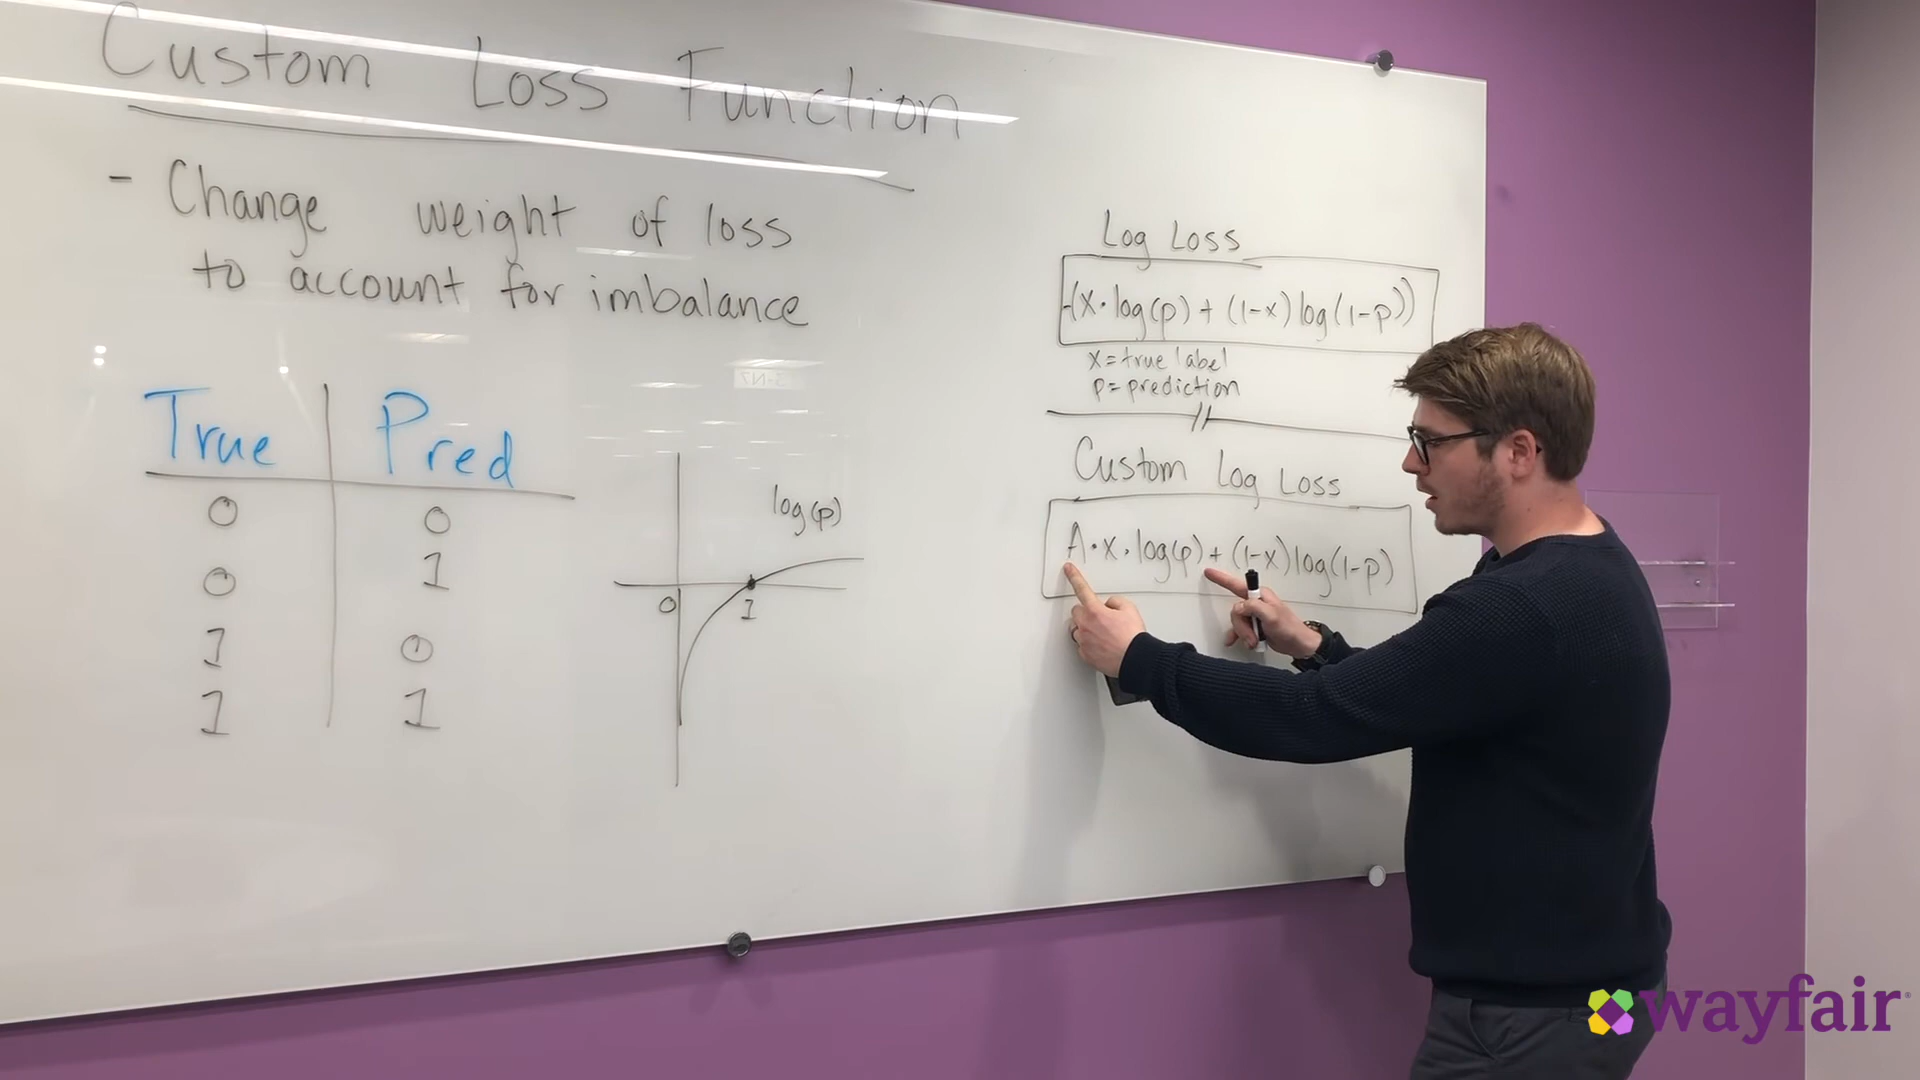 Custom Loss Function
- Change weight of loss
to account for imbalance
True Pred
0 0
0 1
1 0
1 1
log(p)
0 1
Log Loss
-(x·log(p) + (1-x)log(1-p))
x=true label
p=prediction
Custom Log Loss
A·x·log(p)+(1-x)log(1-p)
wayfair